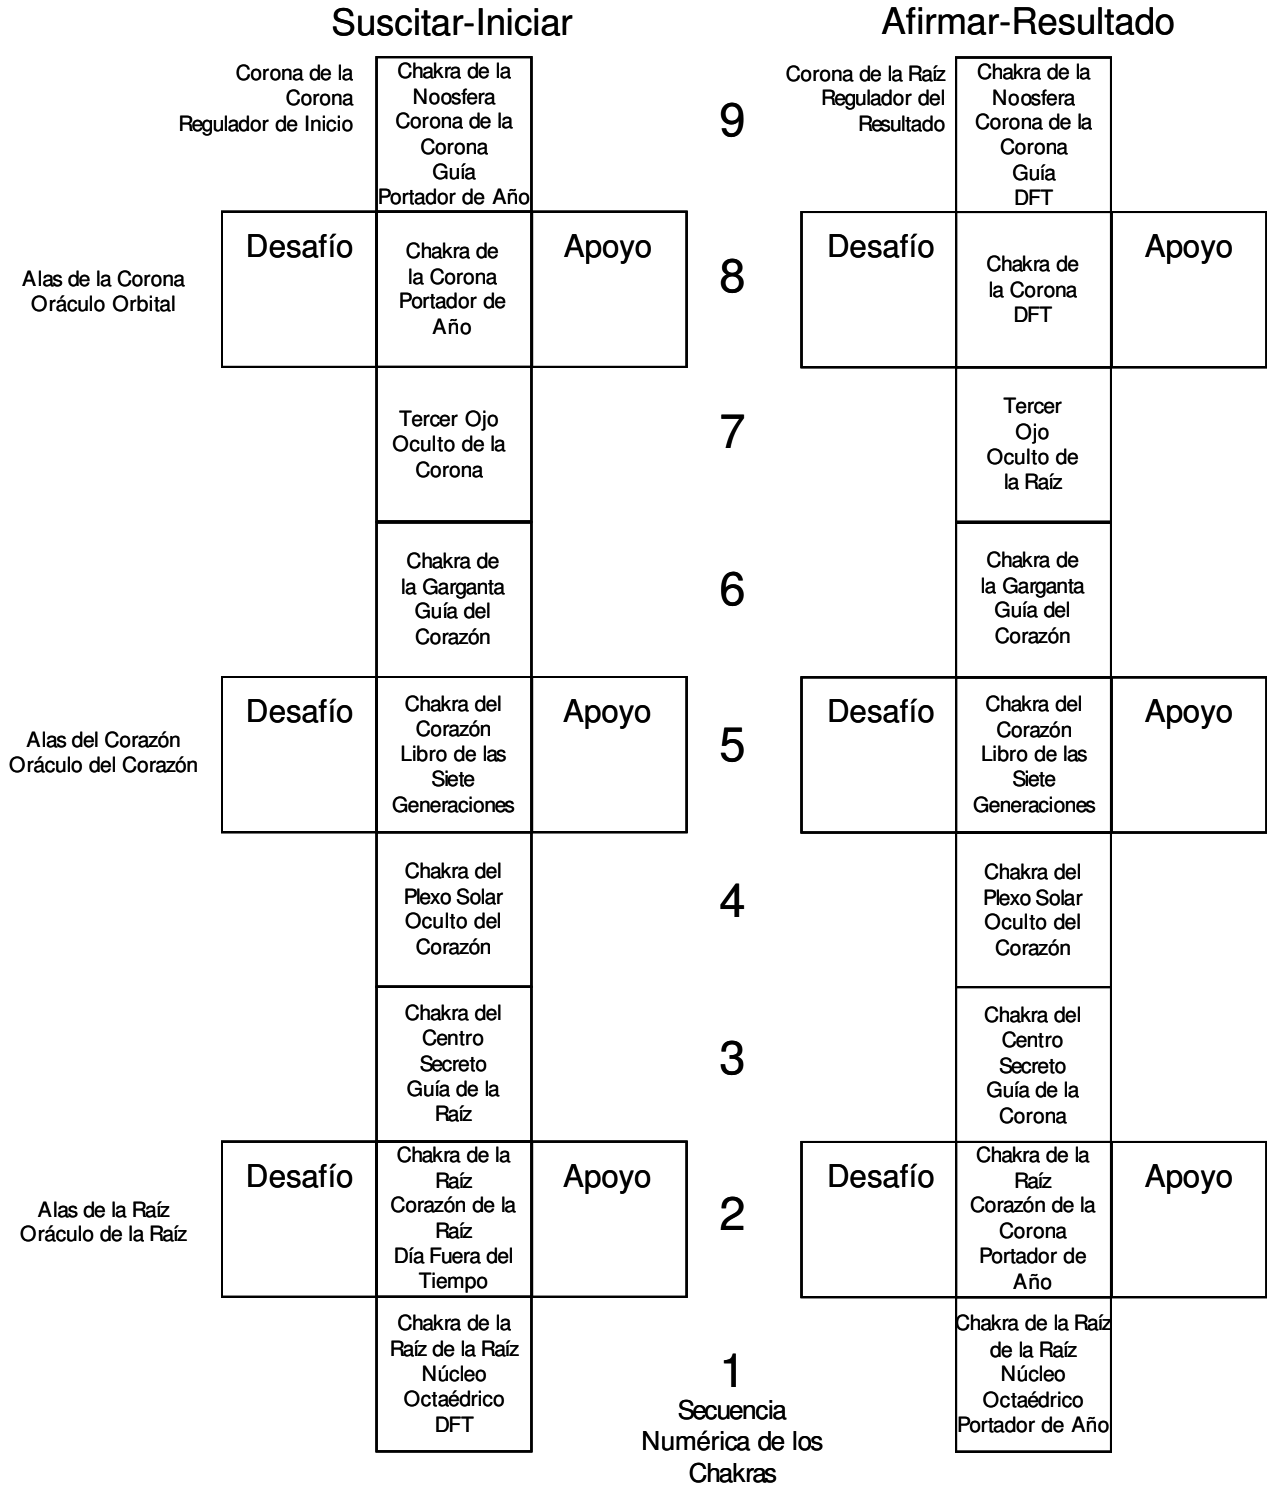 Suscitar-Iniciar
Afirmar-Resultado
Corona de la
Corona
Regulador de Inicio
Chakra de la
Noosfera
Corona de la
Corona
Guía
Portador de Año
9
Corona de la Raíz
Regulador del
Resultado
Chakra de la
Noosfera
Corona de la
Corona
Guía
DFT
Alas de la Corona
Oráculo Orbital
Desafío
Chakra de
la Corona
Portador de
Año
Apoyo
8
Desafío
Chakra de
la Corona
DFT
Apoyo
Tercer Ojo
Oculto de la
Corona
7
Tercer
Ojo
Oculto de
la Raíz
Chakra de
la Garganta
Guía del
Corazón
6
Chakra de
la Garganta
Guía del
Corazón
Alas del Corazón
Oráculo del Corazón
Desafío
Chakra del
Corazón
Libro de las
Siete
Generaciones
Apoyo
5
Desafío
Chakra del
Corazón
Libro de las
Siete
Generaciones
Apoyo
Chakra del
Plexo Solar
Oculto del
Corazón
4
Chakra del
Plexo Solar
Oculto del
Corazón
Chakra del
Centro
Secreto
Guía de la
Raíz
3
Chakra del
Centro
Secreto
Guía de la
Corona
Alas de la Raíz
Oráculo de la Raíz
Desafío
Chakra de la
Raíz
Corazón de la
Raíz
Día Fuera del
Tiempo
Apoyo
2
Desafío
Chakra de la
Raíz
Corazón de la
Corona
Portador de
Año
Apoyo
Chakra de la
Raíz de la Raíz
Núcleo
Octaédrico
DFT
1
Secuencia
Numérica de los
Chakras
Chakra de la Raíz
de la Raíz
Núcleo
Octaédrico
Portador de Año